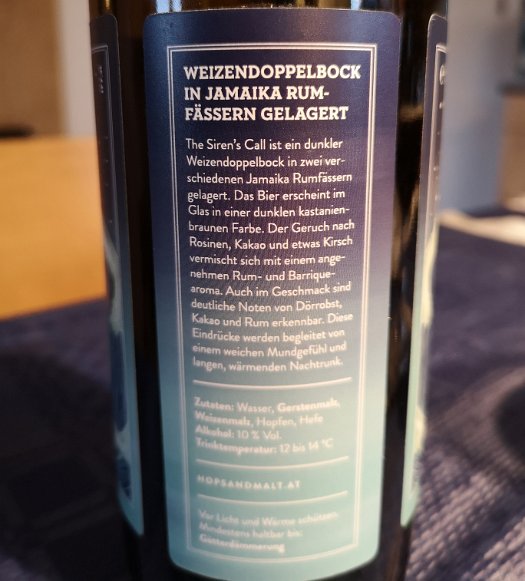 WEIZENDOPPELBOCK
IN JAMAIKA RUM-
FÄSSERN GELAGERT
The Siren's Call ist ein dunkler
Weizendoppelbock in zwei ver-
schiedenen Jamaika Rumfässern
gelagert. Das Bier erscheint im
Glas in einer dunklen kastanien-
braunen Farbe. Der Geruch nach
Rosinen, Kakao und etwas Kirsch
vermischt sich mit einem ange-
nehmen Rum- und Barrique-
aroma. Auch im Geschmack sind
deutliche Noten von Dörrobst,
Kakao und Rum erkennbar. Diese
Eindrücke werden begleitet von
einem weichen Mundgefühl und
langen, wärmenden Nachtrunk.
Zutaten: Wasser, Gerstenmalz,
Weizenmalz, Hopfen, Hefe
Alkohol: 10 % Vol.
Trinktemperatur: 12 bis 14 °C
HOPSANDMALT.AT
Vor Licht und Wärme schützen.
Mindestens haltbar bis:
Götterdämmerung